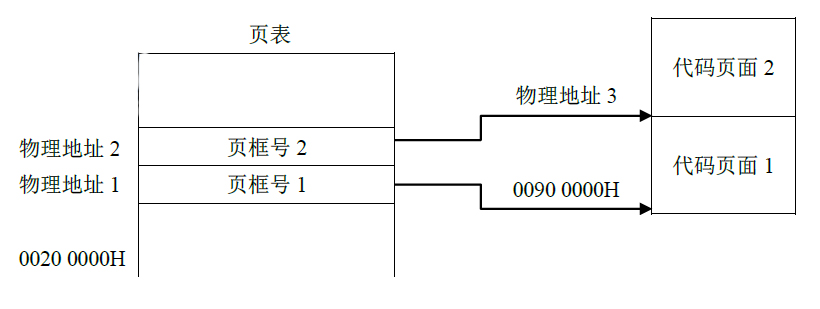 页表
代码页面 2
物理地址 3
物理地址 2
页框号 2
物理地址 1
页框号 1
0090 0000H
代码页面 1
0020 0000H